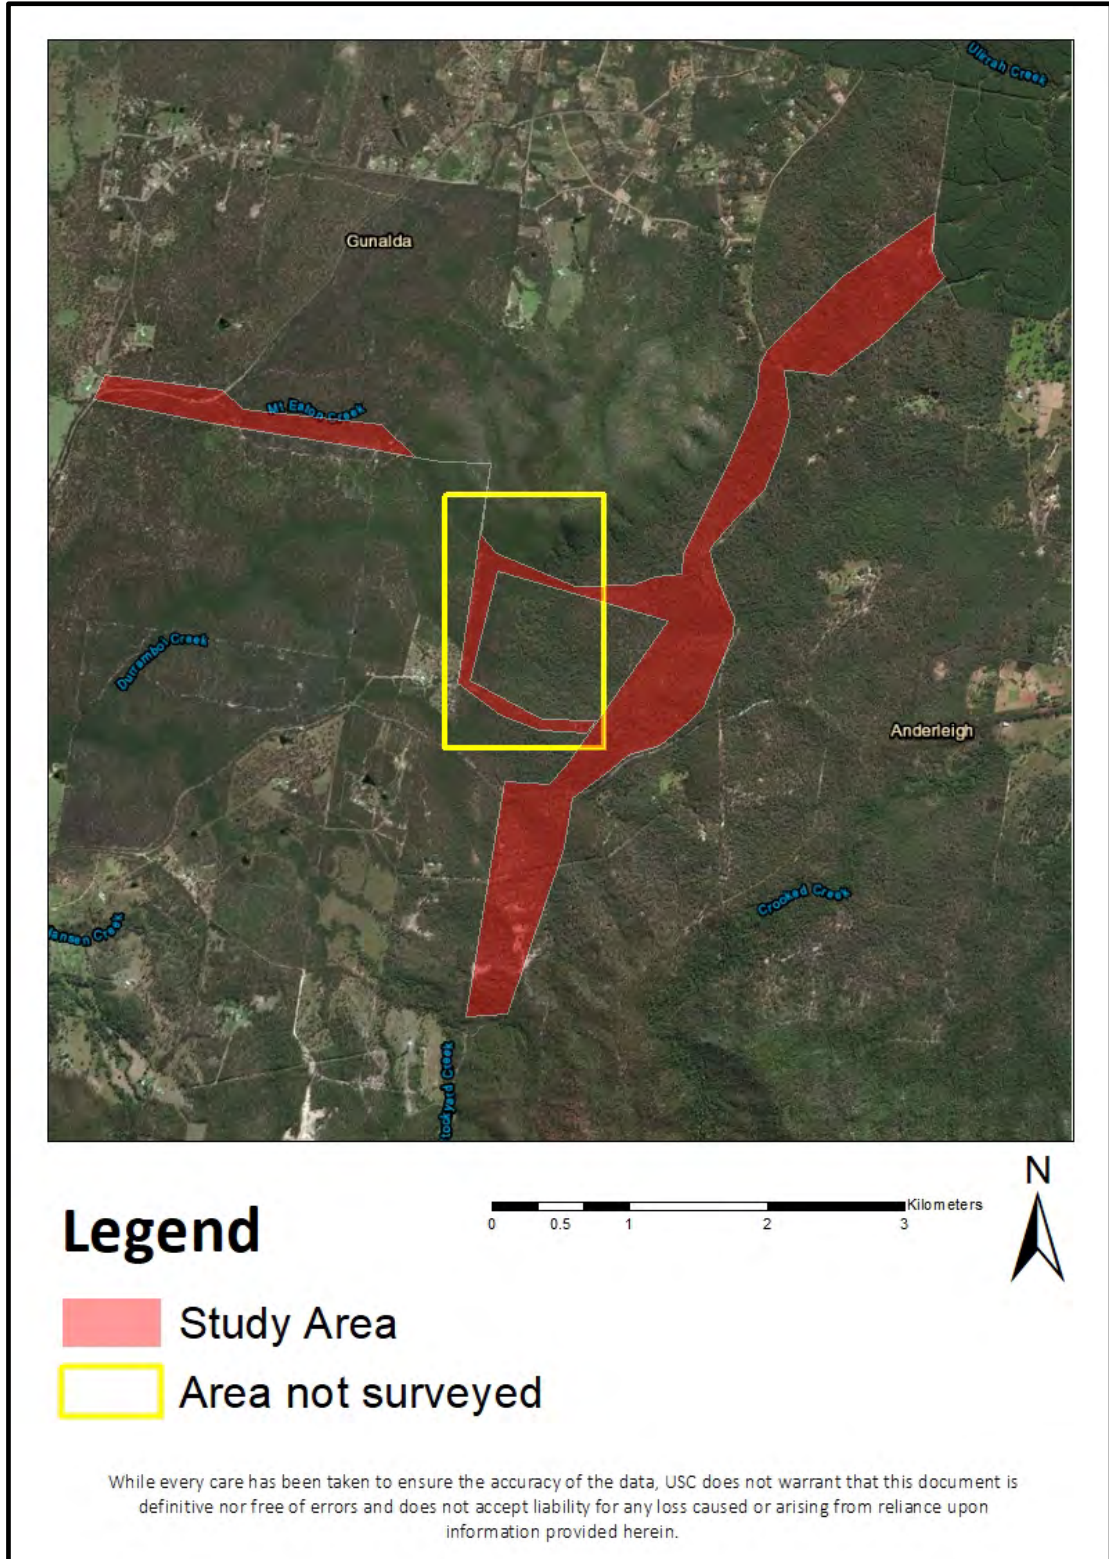 Ulirrah Creek
Gunalda
Mt Eaton Creek
Durramboi Creek
Anderleigh
Crooked Creek
Jansen Creek
tockyard Creek
N
Kilometers
0 0.5 1 2 3
Legend
Study Area
Area not surveyed
While every care has been taken to ensure the accuracy of the data, USC does not warrant that this document is
definitive nor free of errors and does not accept liability for any loss caused or arising from reliance upon
information provided herein.